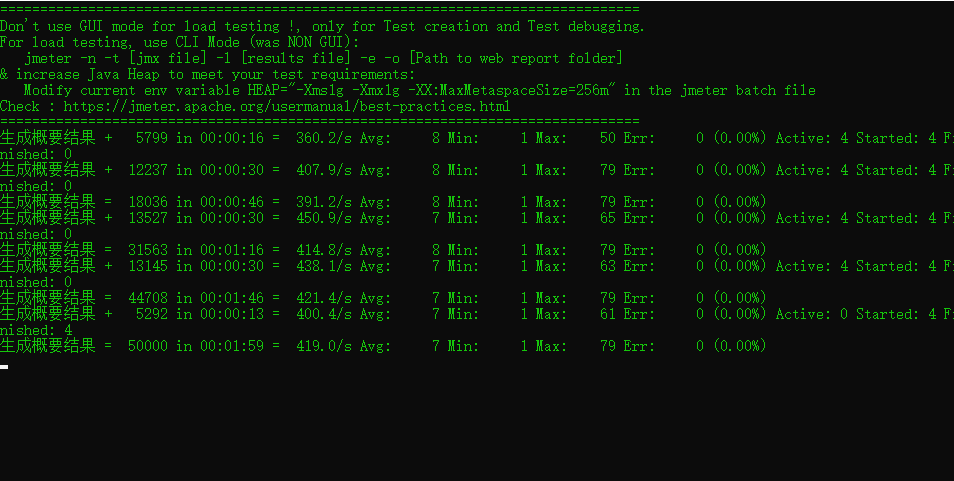 ================================================================================
Don't use GUI mode for load testing !, only for Test creation and Test debugging.
For load testing, use CLI Mode (was NON GUI):
   jmeter -n -t [jmx file] -l [results file] -e -o [Path to web report folder]
& increase Java Heap to meet your test requirements:
   Modify current env variable HEAP="-Xms1g -Xmx1g -XX:MaxMetaspaceSize=256m" in the jmeter batch file
Check : https://jmeter.apache.org/usermanual/best-practices.html
================================================================================
生成概要结果 +   5799 in 00:00:16 =  360.2/s Avg:     8 Min:     1 Max:    50 Err:     0 (0.00%) Active: 4 Started: 4 Fi
nished: 0
生成概要结果 +  12237 in 00:00:30 =  407.9/s Avg:     8 Min:     1 Max:    79 Err:     0 (0.00%) Active: 4 Started: 4 Fi
nished: 0
生成概要结果 =  18036 in 00:00:46 =  391.2/s Avg:     8 Min:     1 Max:    79 Err:     0 (0.00%)
生成概要结果 +  13527 in 00:00:30 =  450.9/s Avg:     7 Min:     1 Max:    65 Err:     0 (0.00%) Active: 4 Started: 4 Fi
nished: 0
生成概要结果 =  31563 in 00:01:16 =  414.8/s Avg:     8 Min:     1 Max:    79 Err:     0 (0.00%)
生成概要结果 +  13145 in 00:00:30 =  438.1/s Avg:     7 Min:     1 Max:    63 Err:     0 (0.00%) Active: 4 Started: 4 Fi
nished: 0
生成概要结果 =  44708 in 00:01:46 =  421.4/s Avg:     7 Min:     1 Max:    79 Err:     0 (0.00%)
生成概要结果 +   5292 in 00:00:13 =  400.4/s Avg:     7 Min:     1 Max:    61 Err:     0 (0.00%) Active: 0 Started: 4 Fi
nished: 4
生成概要结果 =  50000 in 00:01:59 =  419.0/s Avg:     7 Min:     1 Max:    79 Err:     0 (0.00%)